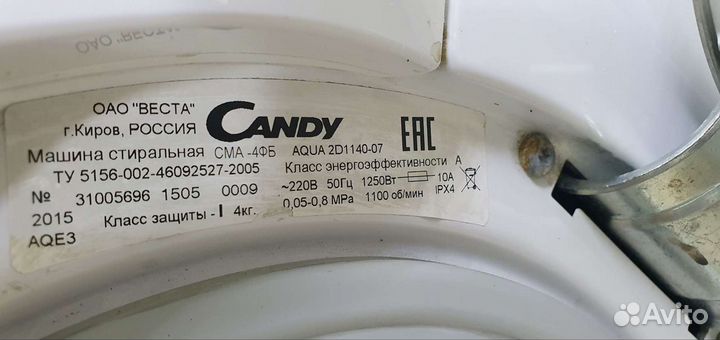 ОАО "ВЕСТА"
ОАО "ВЕСТА"
г.Киров, РОССИЯ
CANDY
EAC
Машина стиральная СМА -4ФБ AQUA 2D1140-07
ТУ 5156-002-46092527-2005 Класс энергоэффективности А
№ 31005696 1505 0009 ~220В 50Гц 1250Вт 10А
2015 Класс защиты - I 4кг. 0,05-0,8 MPa 1100 об/мин IPX4
AQE3
Avito